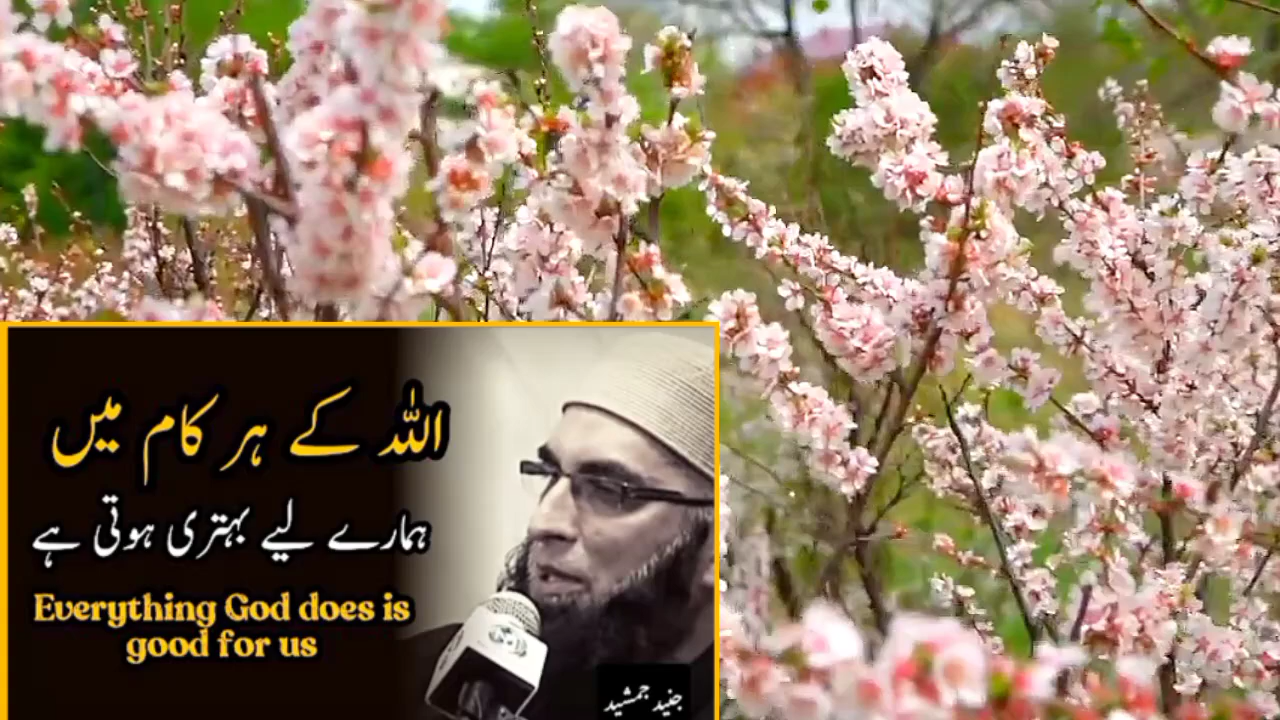 اللہ کے ہر کام میں
ہمارے لیے بہتری ہوتی ہے
Everything God does is
good for us
جنید جمشید